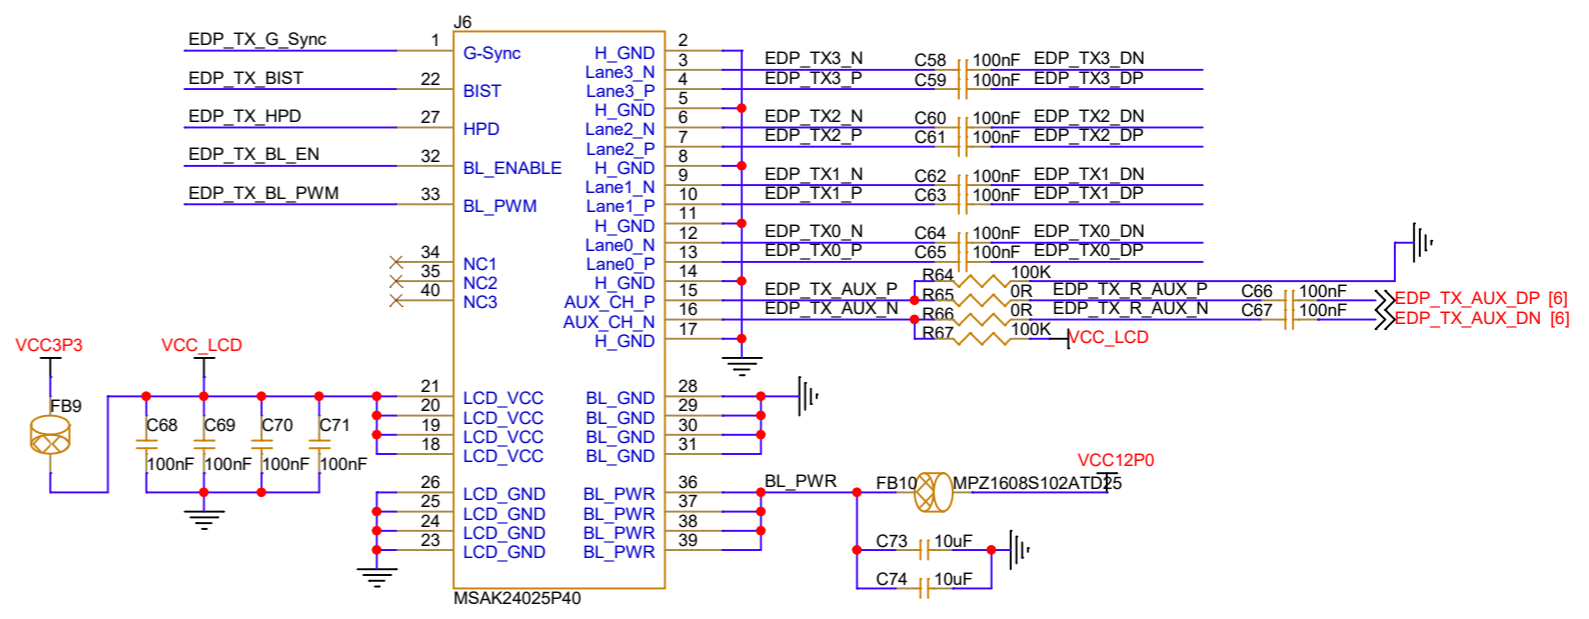 J6
EDP_TX_G_Sync 1 G-Sync
EDP_TX_BIST 22 BIST
EDP_TX_HPD 27 HPD
EDP_TX_BL_EN 32 BL_ENABLE
EDP_TX_BL_PWM 33 BL_PWM
34 NC1
35 NC2
40 NC3
H_GND 2
Lane3_N 3 EDP_TX3_N C58 100nF EDP_TX3_DN
Lane3_P 4 EDP_TX3_P C59 100nF EDP_TX3_DP
H_GND 5
Lane2_N 6 EDP_TX2_N C60 100nF EDP_TX2_DN
Lane2_P 7 EDP_TX2_P C61 100nF EDP_TX2_DP
H_GND 8
Lane1_N 9 EDP_TX1_N C62 100nF EDP_TX1_DN
Lane1_P 10 EDP_TX1_P C63 100nF EDP_TX1_DP
H_GND 11
Lane0_N 12 EDP_TX0_N C64 100nF EDP_TX0_DN
Lane0_P 13 EDP_TX0_P C65 100nF EDP_TX0_DP
H_GND 14
R64 100K
AUX_CH_P 15 EDP_TX_AUX_P R65 0R EDP_TX_R_AUX_P C66 100nF EDP_TX_AUX_DP [6]
AUX_CH_N 16 EDP_TX_AUX_N R66 0R EDP_TX_R_AUX_N C67 100nF EDP_TX_AUX_DN [6]
H_GND 17
R67 100K VCC_LCD
VCC3P3 VCC_LCD
FB9
C68 C69 C70 C71
100nF 100nF 100nF 100nF
21 LCD_VCC BL_GND 28
20 LCD_VCC BL_GND 29
19 LCD_VCC BL_GND 30
18 LCD_VCC BL_GND 31
VCC12P0
26 LCD_GND BL_PWR 36 BL_PWR FB10 MPZ1608S102ATD25
25 LCD_GND BL_PWR 37
24 LCD_GND BL_PWR 38
23 LCD_GND BL_PWR 39
C73 10uF
C74 10uF
MSAK24025P40